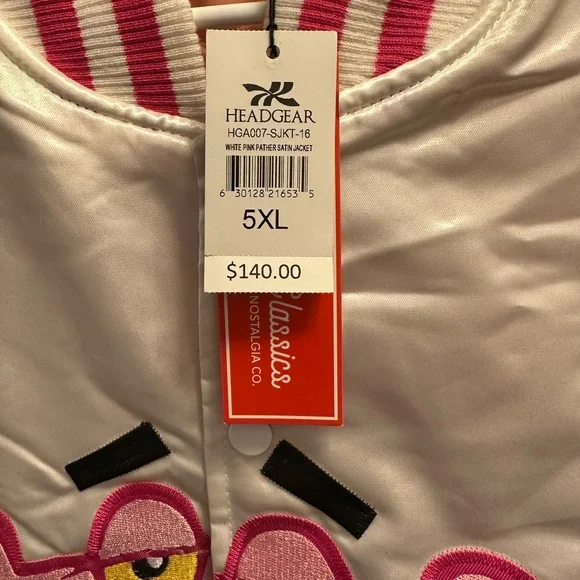 HEADGEAR
HGA007-SJKT-16
WHITE PINK PATHER SATIN JACKET
6 30128 21653 5
5XL
$140.00
Classics
NOSTALGIA CO.